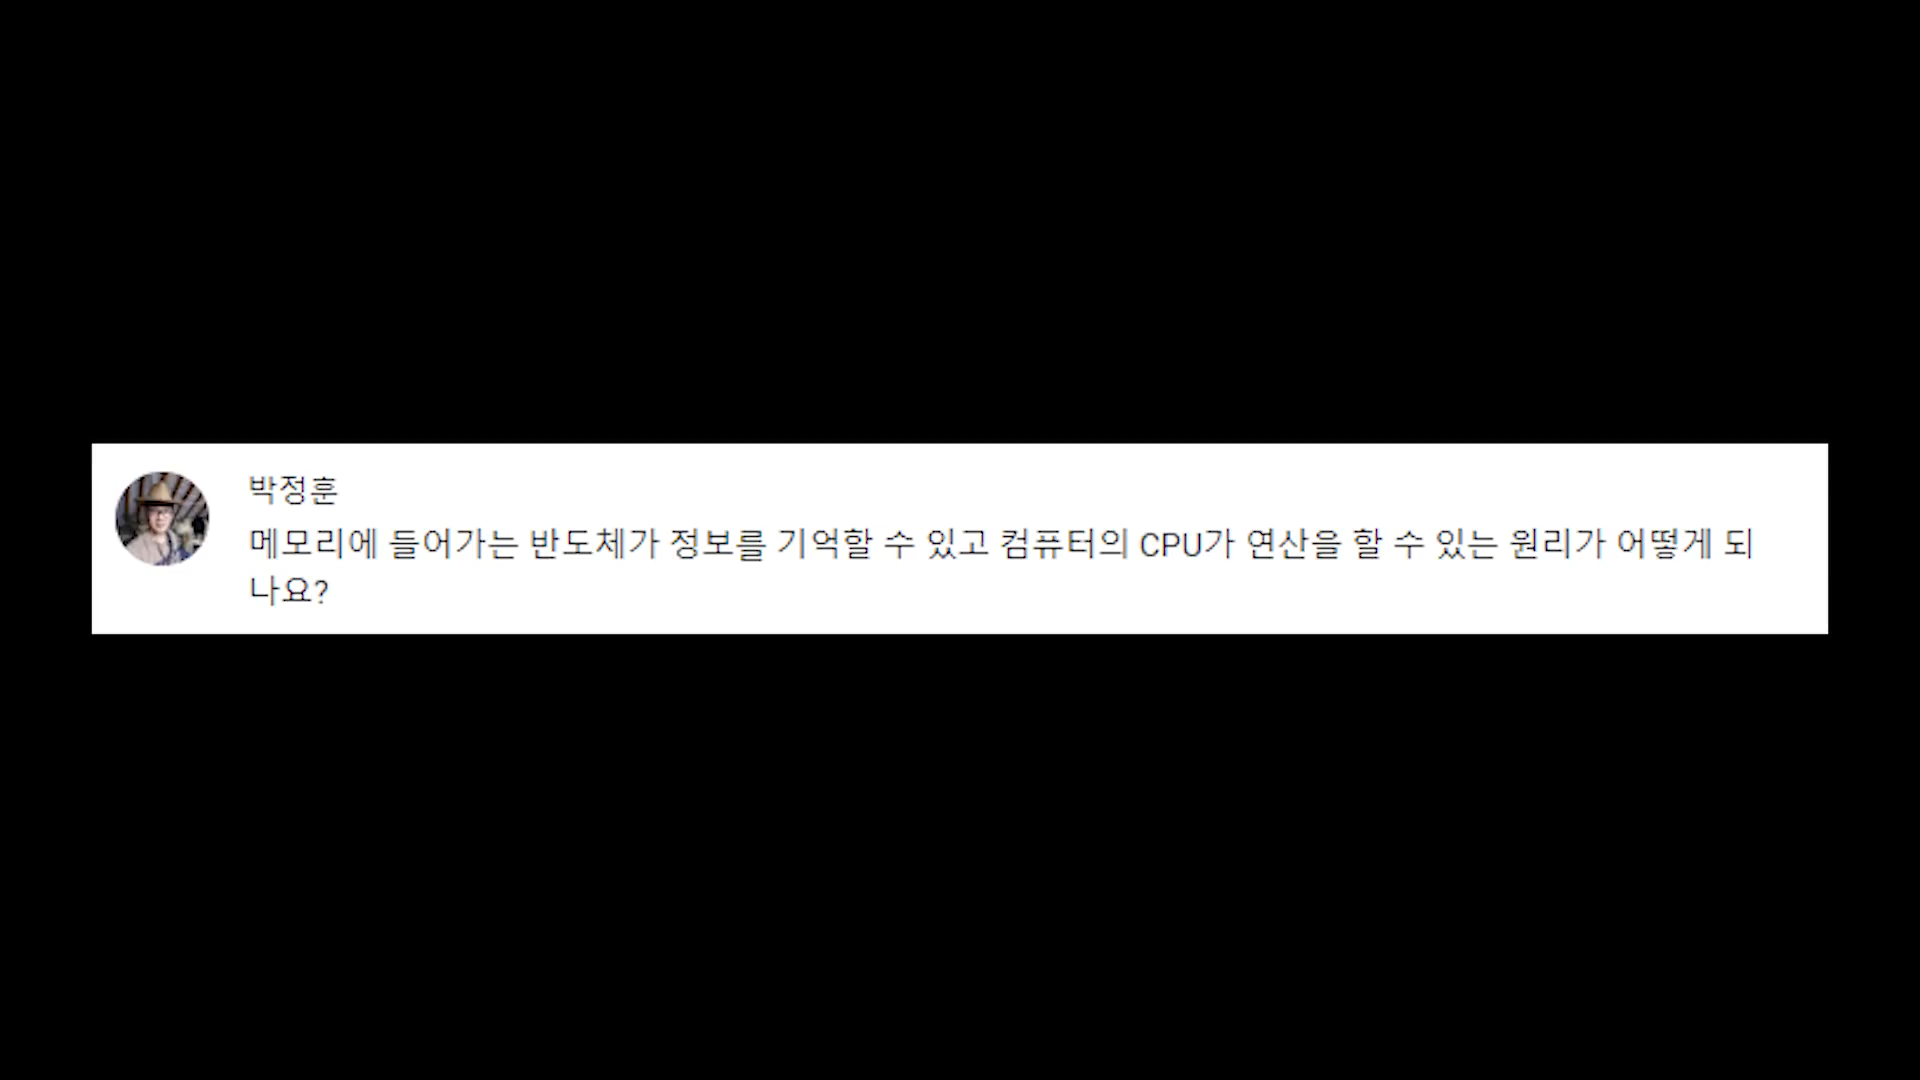 박정훈
메모리에 들어가는 반도체가 정보를 기억할 수 있고 컴퓨터의 CPU가 연산을 할 수 있는 원리가 어떻게 되
나요?